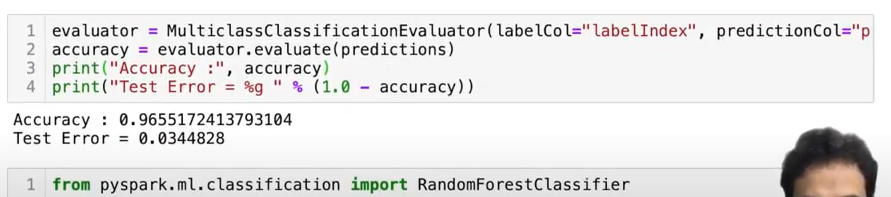 1 evaluator = MulticlassClassificationEvaluator(labelCol="labelIndex", predictionCol="p
2 accuracy = evaluator.evaluate(predictions)
3 print("Accuracy :", accuracy)
4 print("Test Error = %g " % (1.0 - accuracy))
Accuracy : 0.9655172413793104
Test Error = 0.0344828
1 from pyspark.ml.classification import RandomForestClassifier